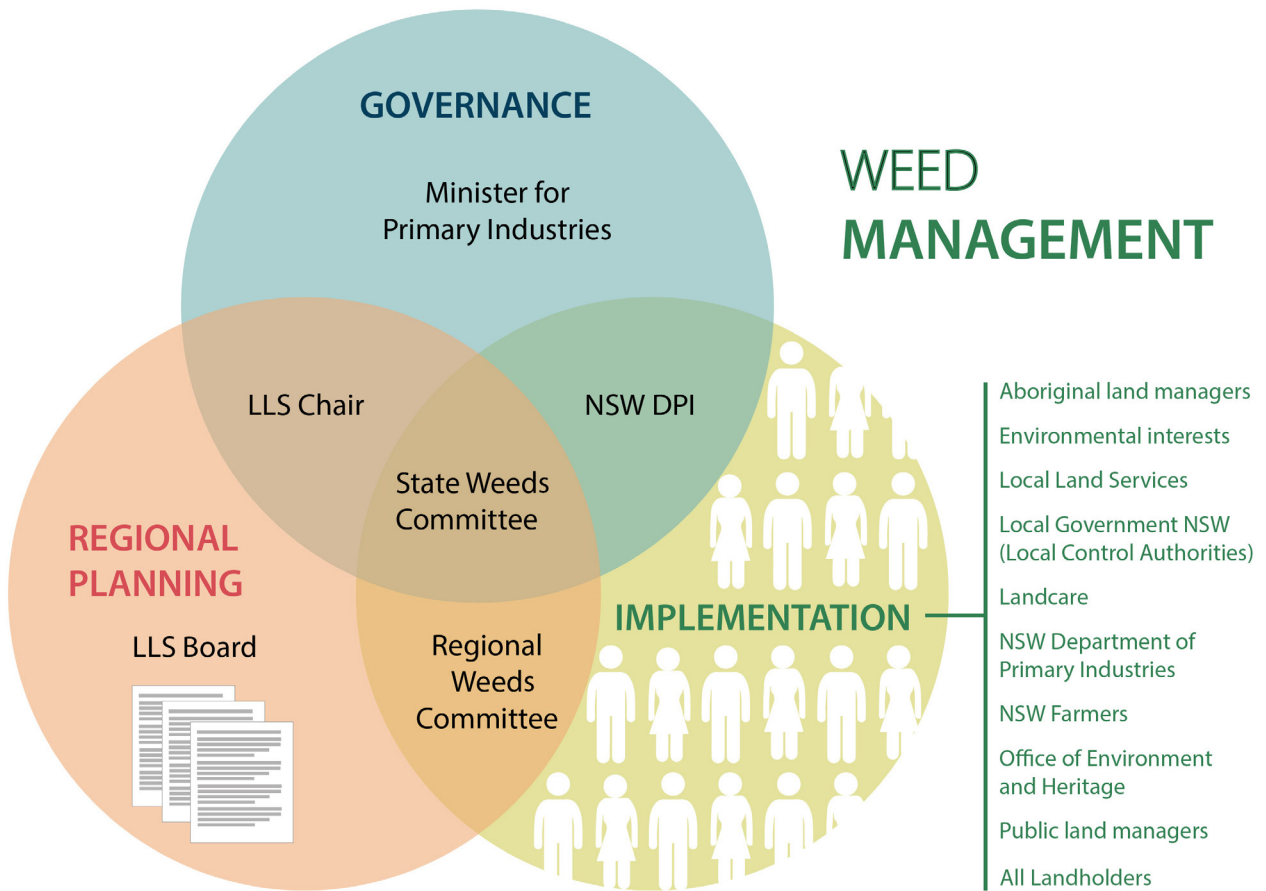 GOVERNANCE
Minister for
Primary Industries
WEED
MANAGEMENT
LLS Chair
NSW DPI
State Weeds
Committee
REGIONAL
PLANNING
LLS Board
Regional
Weeds
Committee
IMPLEMENTATION
Aboriginal land managers
Environmental interests
Local Land Services
Local Government NSW
(Local Control Authorities)
Landcare
NSW Department of
Primary Industries
NSW Farmers
Office of Environment
and Heritage
Public land managers
All Landholders